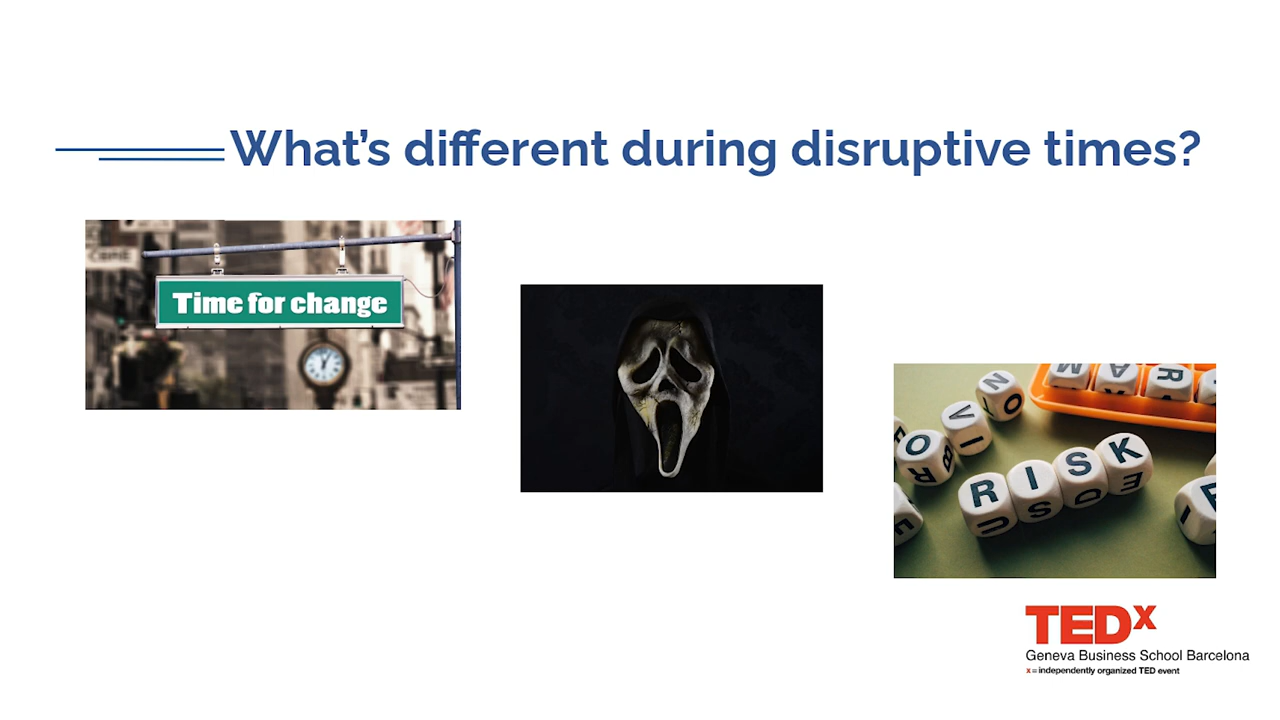 What's different during disruptive times?
Time for change
RISK
TEDx
Geneva Business School Barcelona
x = independently organized TED event